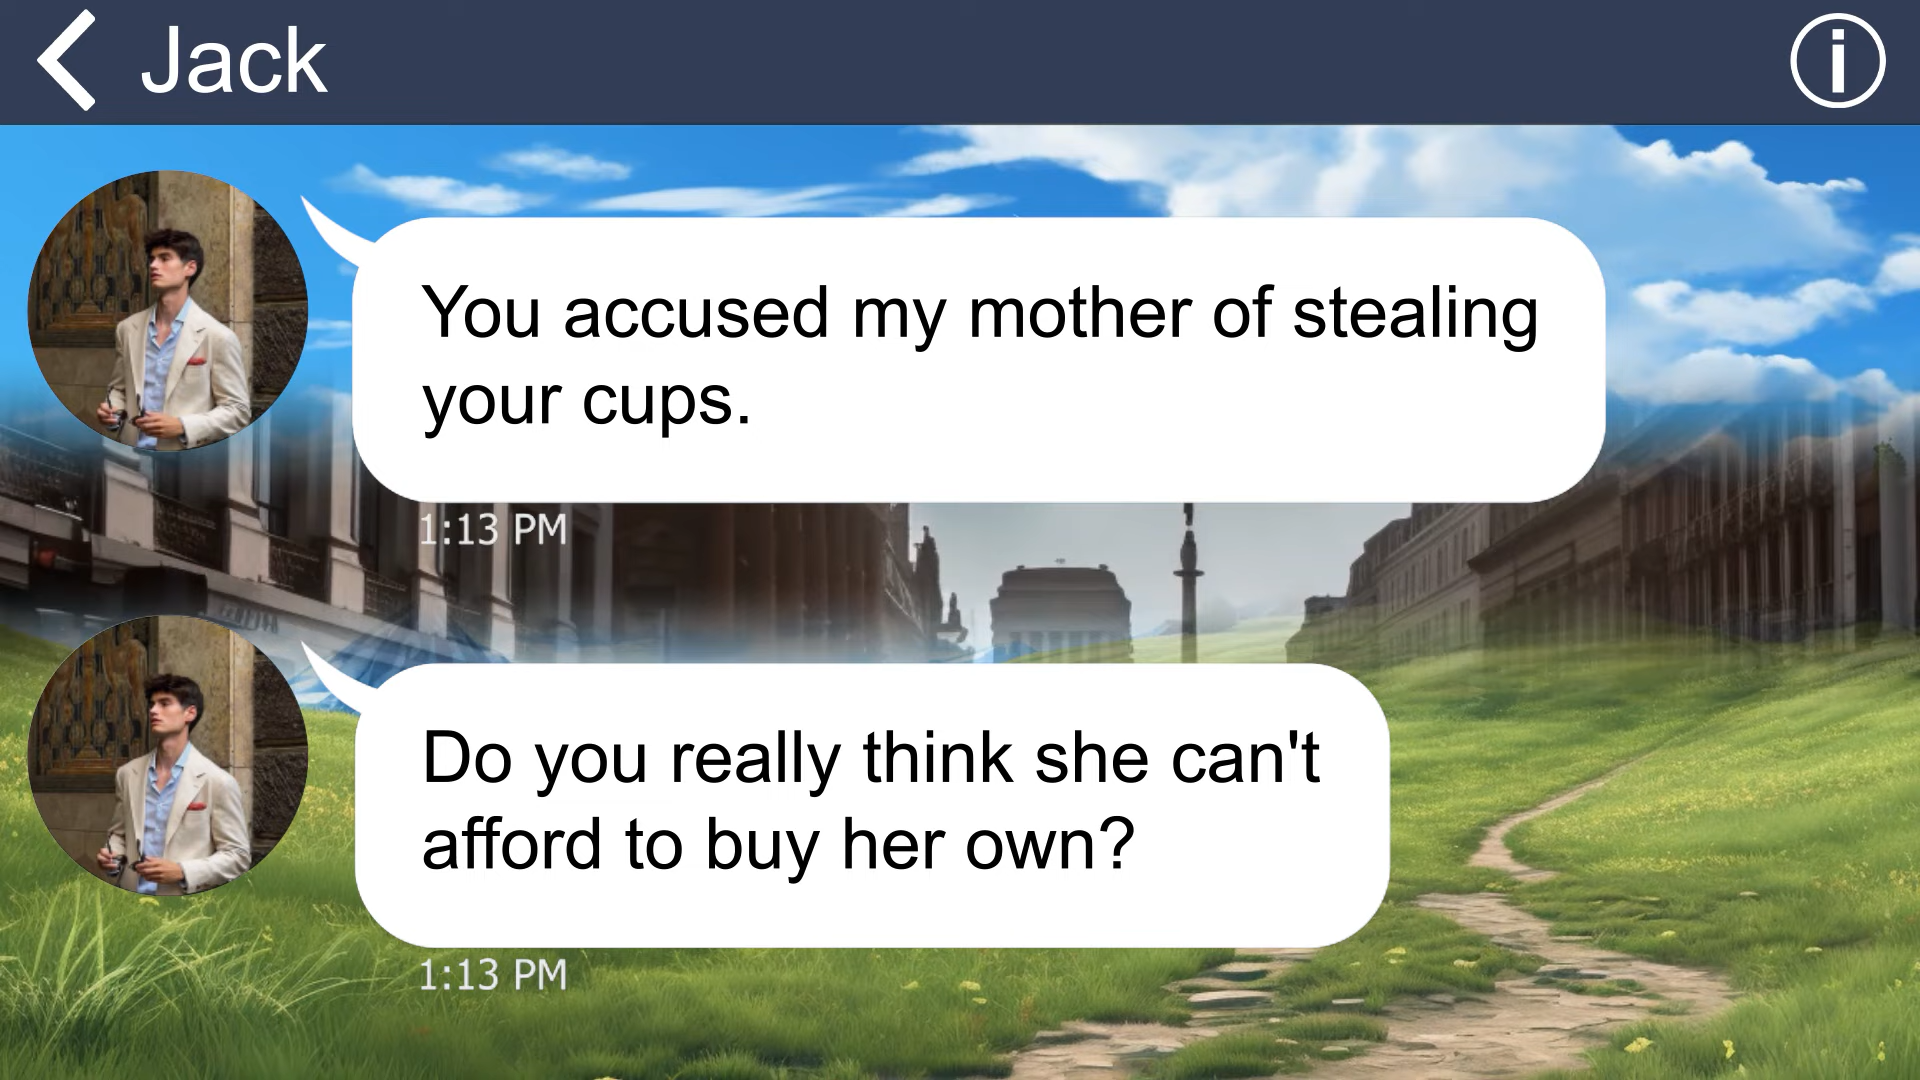 Jack
You accused my mother of stealing
your cups.
1:13 PM
Do you really think she can't
afford to buy her own?
1:13 PM